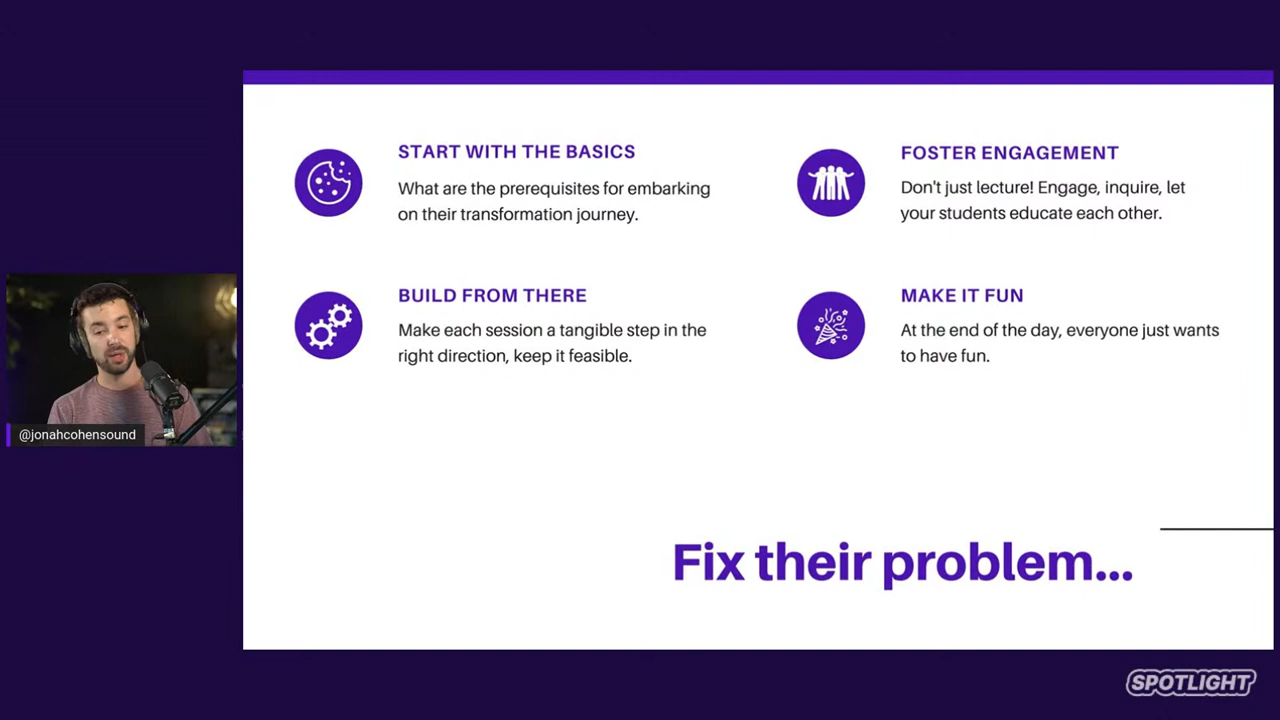 START WITH THE BASICS
What are the prerequisites for embarking
on their transformation journey.
FOSTER ENGAGEMENT
Don't just lecture! Engage, inquire, let
your students educate each other.
BUILD FROM THERE
Make each session a tangible step in the
right direction, keep it feasible.
MAKE IT FUN
At the end of the day, everyone just wants
to have fun.
@jonahcohensound
Fix their problem...
SPOTLIGHT